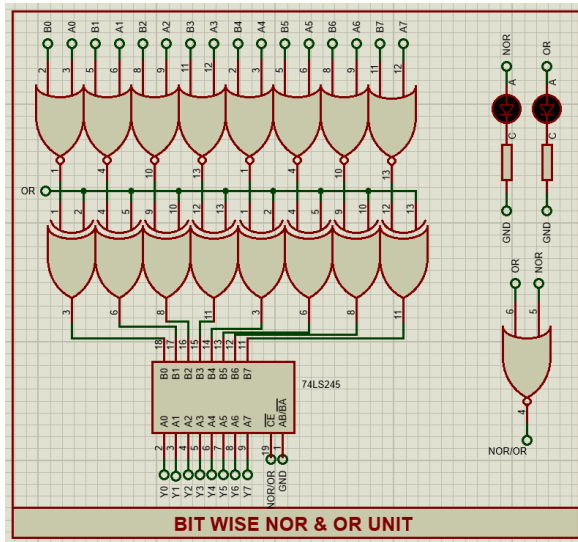 B0 A0 B1 A1 B2 A2 B3 A3 B4 A4 B5 A5 B6 A6 B7 A7
2 3 5 6 8 9 11 12 2 3 5 6 8 9 11 12
1 4 10 13 1 4 10 13
OR
1 2 4 5 9 10 12 13 1 2 4 5 9 10 12 13
3 6 8 11 3 6 8 11
18 17 16 15 14 13 12 11
B0 B1 B2 B3 B4 B5 B6 B7
74LS245
A0 A1 A2 A3 A4 A5 A6 A7 CE AB/BA
2 3 4 5 6 7 8 9 19 1
Y0 Y1 Y2 Y3 Y4 Y5 Y6 Y7 NOR/OR GND
NOR OR
A A
C C
GND GND
OR NOR
6 5
4
NOR/OR
BIT WISE NOR & OR UNIT